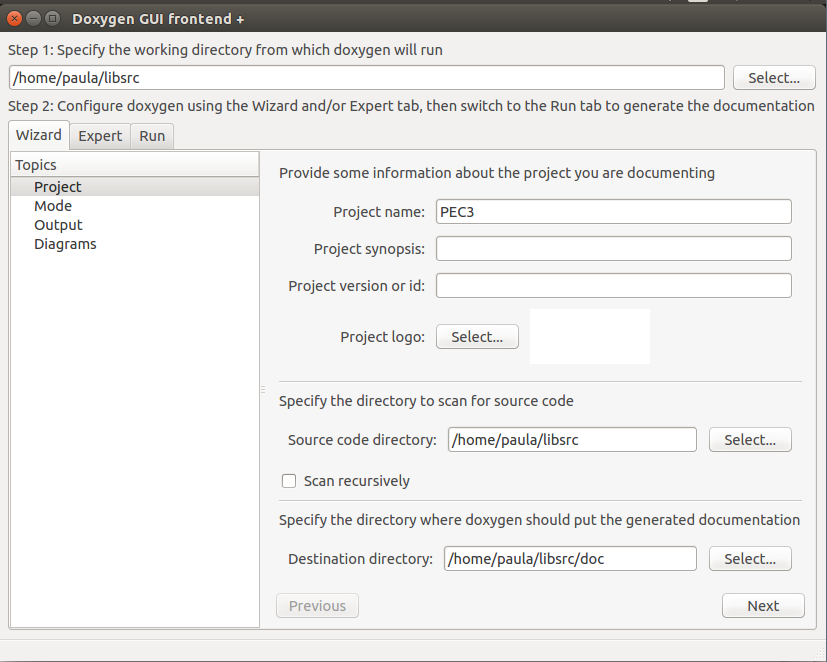 Doxygen GUI frontend +
Step 1: Specify the working directory from which doxygen will run
/home/paula/libsrc
Select...
Step 2: Configure doxygen using the Wizard and/or Expert tab, then switch to the Run tab to generate the documentation
Wizard Expert Run
Topics
Project
Mode
Output
Diagrams
Provide some information about the project you are documenting
Project name: PEC3
Project synopsis:
Project version or id:
Project logo: Select...
Specify the directory to scan for source code
Source code directory: /home/paula/libsrc Select...
Scan recursively
Specify the directory where doxygen should put the generated documentation
Destination directory: /home/paula/libsrc/doc Select...
Previous Next